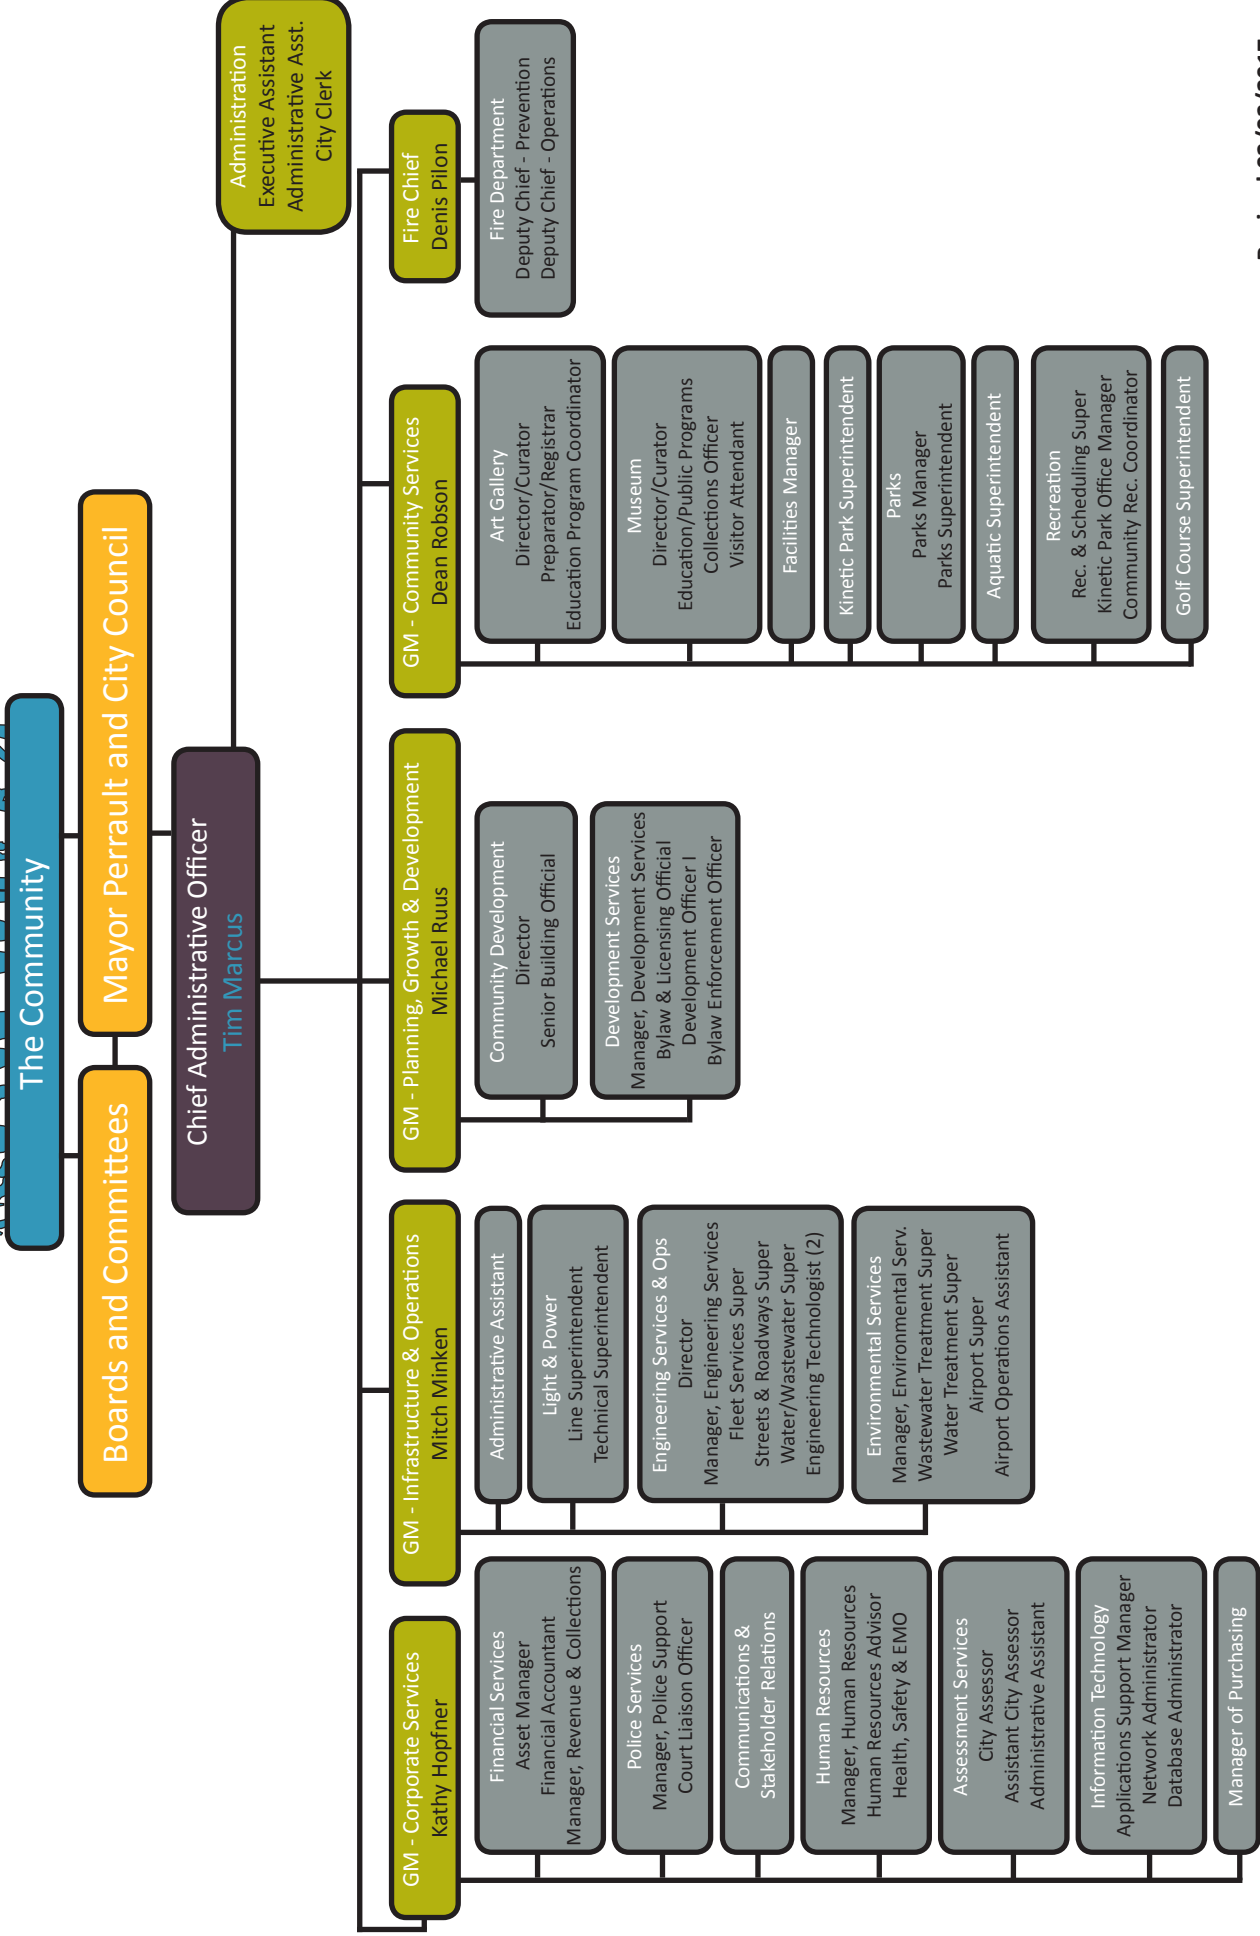 The Community
Boards and Committees
Mayor Perrault and City Council
Chief Administrative Officer
Tim Marcus
Administration
Executive Assistant
Administrative Asst.
City Clerk
GM - Corporate Services
Kathy Hopfner
Financial Services
Asset Manager
Financial Accountant
Manager, Revenue & Collections
Police Services
Manager, Police Support
Court Liaison Officer
Communications &
Stakeholder Relations
Human Resources
Manager, Human Resources
Human Resources Advisor
Health, Safety & EMO
Assessment Services
City Assessor
Assistant City Assessor
Administrative Assistant
Information Technology
Applications Support Manager
Network Administrator
Database Administrator
Manager of Purchasing
GM - Infrastructure & Operations
Mitch Minken
Administrative Assistant
Light & Power
Line Superintendent
Technical Superintendent
Engineering Services & Ops
Director
Manager, Engineering Services
Fleet Services Super
Streets & Roadways Super
Water/Wastewater Super
Engineering Technologist (2)
Environmental Services
Manager, Environmental Serv.
Wastewater Treatment Super
Water Treatment Super
Airport Super
Airport Operations Assistant
GM - Planning, Growth & Development
Michael Ruus
Community Development
Director
Senior Building Official
Development Services
Manager, Development Services
Bylaw & Licensing Official
Development Officer I
Bylaw Enforcement Officer
GM - Community Services
Dean Robson
Art Gallery
Director/Curator
Preparator/Registrar
Education Program Coordinator
Museum
Director/Curator
Education/Public Programs
Collections Officer
Visitor Attendant
Facilities Manager
Kinetic Park Superintendent
Parks
Parks Manager
Parks Superintendent
Aquatic Superintendent
Recreation
Rec. & Scheduling Super
Kinetic Park Office Manager
Community Rec. Coordinator
Golf Course Superintendent
Fire Chief
Denis Pilon
Fire Department
Deputy Chief - Prevention
Deputy Chief - Operations